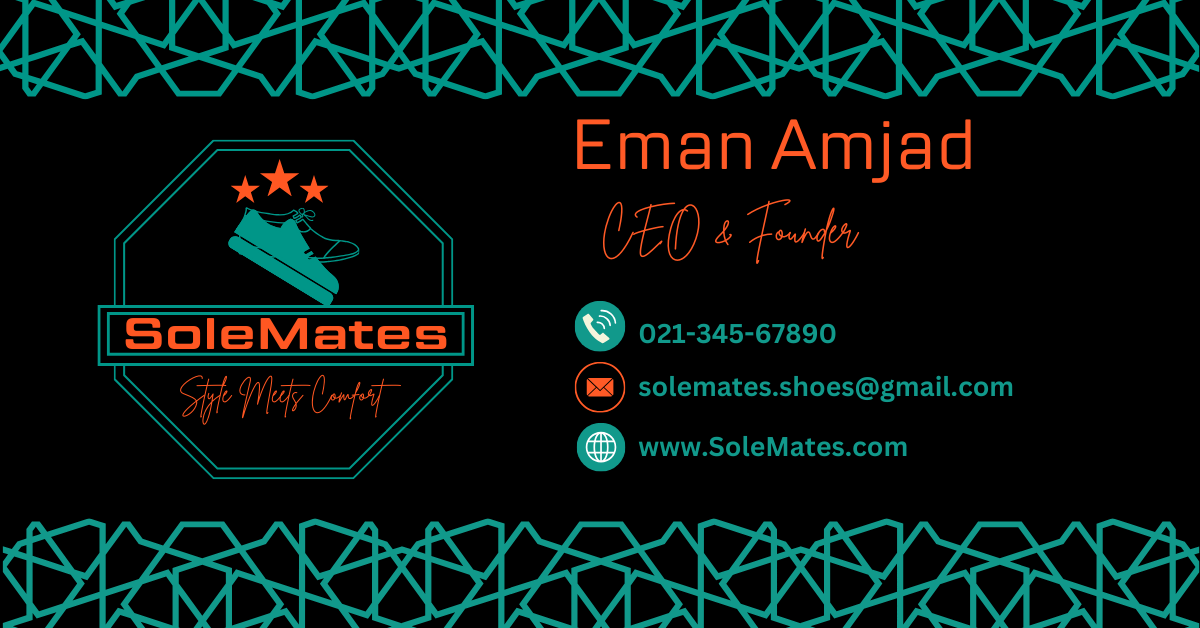 SoleMates
Style Meets Comfort
Eman Amjad
CEO & Founder
021-345-67890
solemates.shoes@gmail.com
www.SoleMates.com